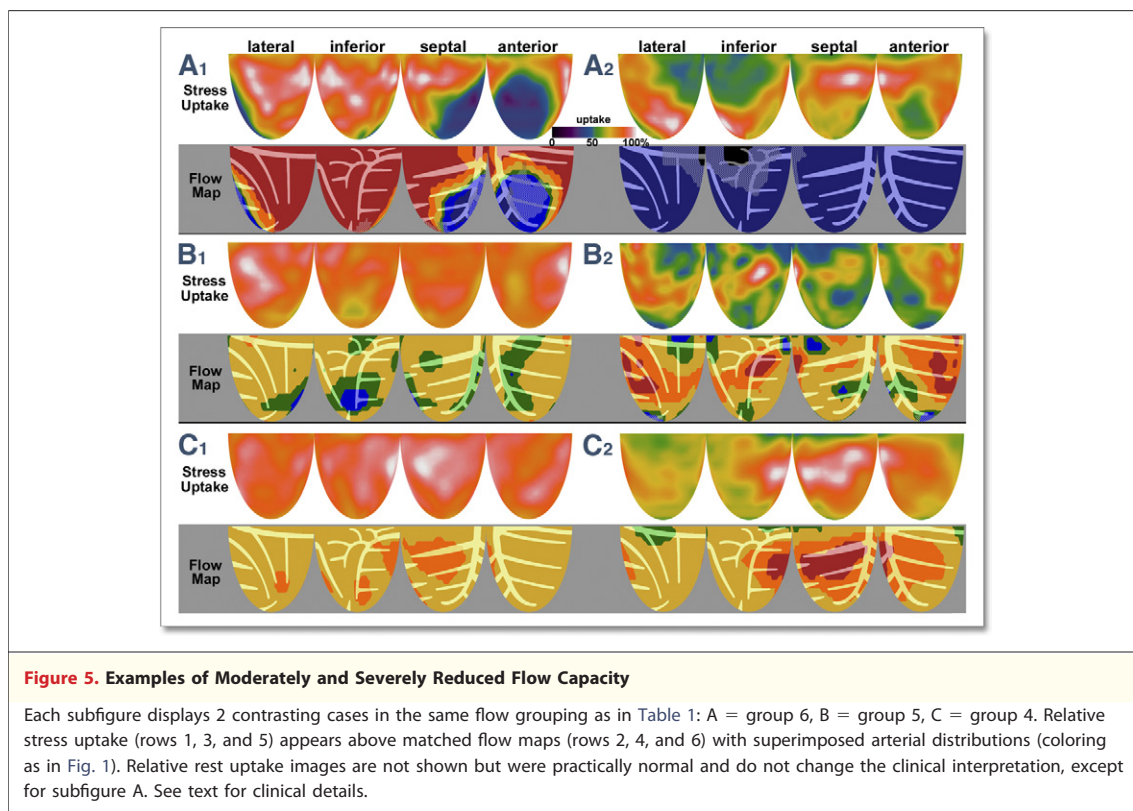 lateral inferior septal anterior lateral inferior septal anterior
A1 A2
Stress
Uptake
uptake
0 50 100%
Flow
Map
B1 B2
Stress
Uptake
Flow
Map
C1 C2
Stress
Uptake
Flow
Map
Figure 5. Examples of Moderately and Severely Reduced Flow Capacity
Each subfigure displays 2 contrasting cases in the same flow grouping as in Table 1: A = group 6, B = group 5, C = group 4. Relative
stress uptake (rows 1, 3, and 5) appears above matched flow maps (rows 2, 4, and 6) with superimposed arterial distributions (coloring
as in Fig. 1). Relative rest uptake images are not shown but were practically normal and do not change the clinical interpretation, except
for subfigure A. See text for clinical details.